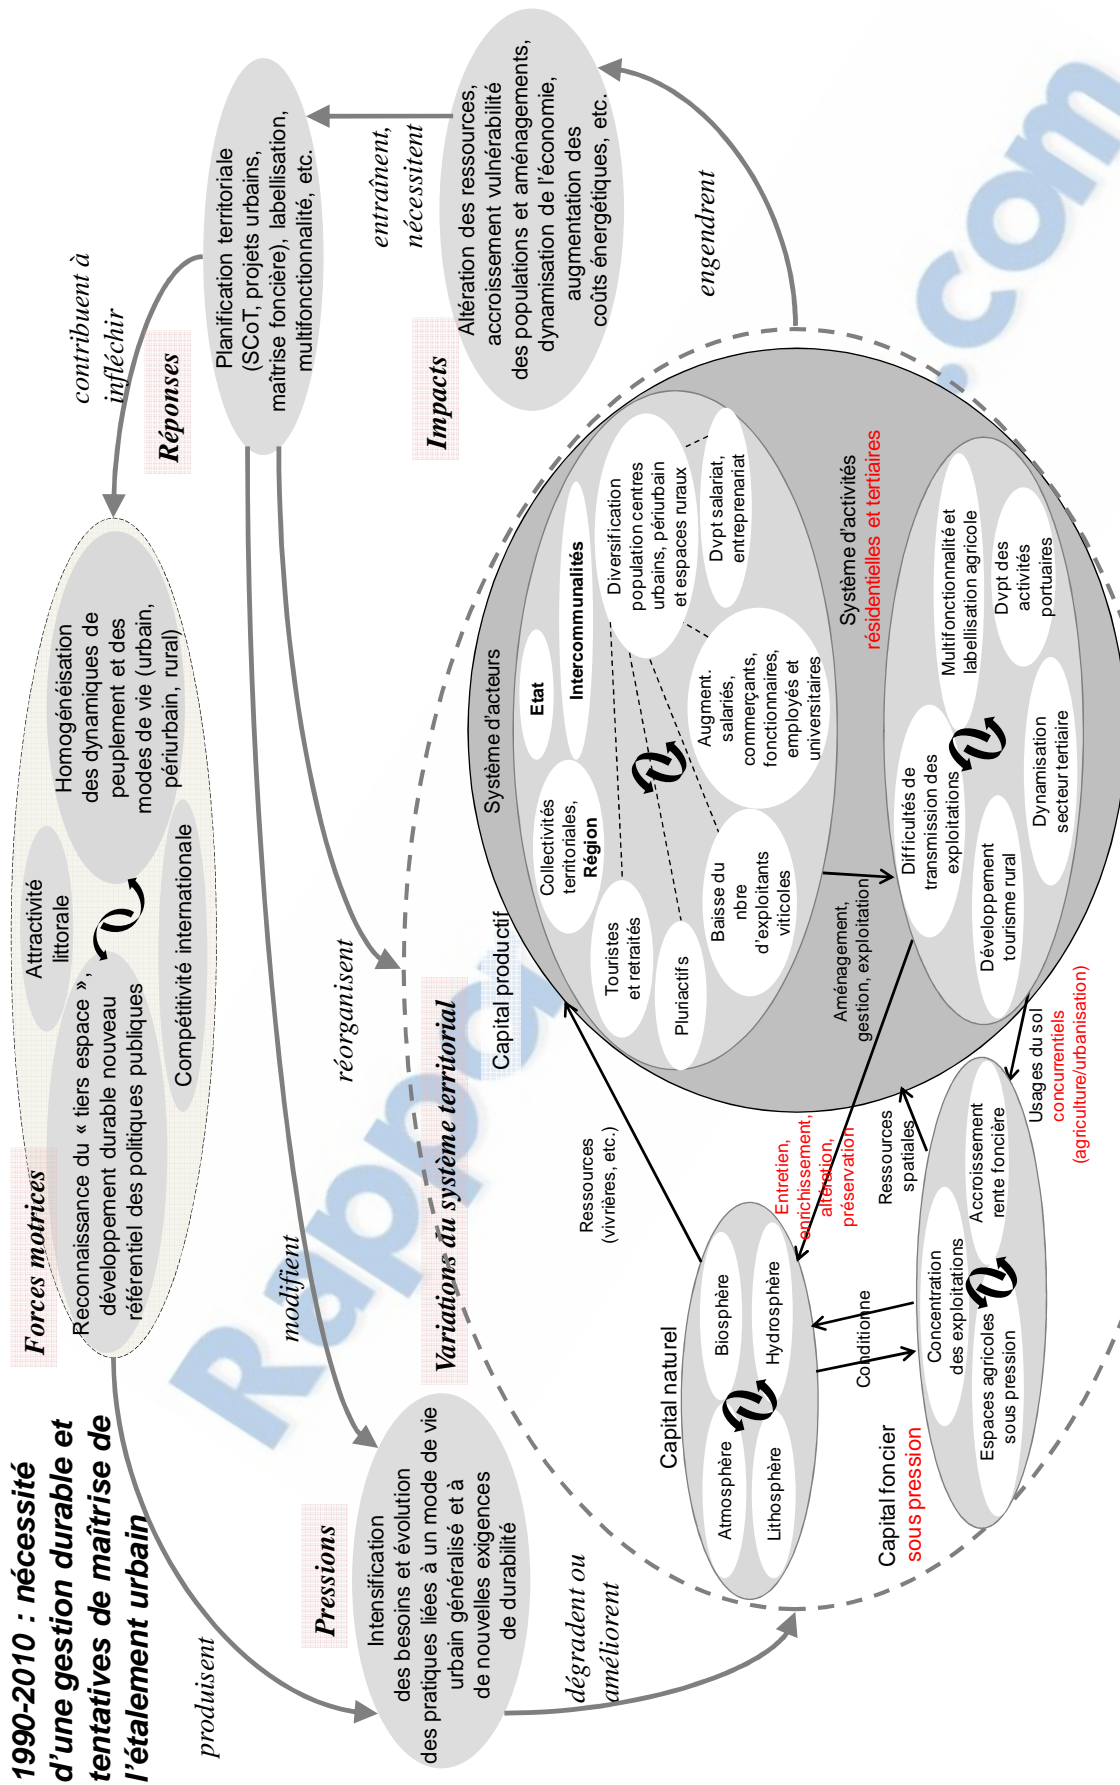 1990-2010 : nécessité
d'une gestion durable et
tentatives de maîtrise de
l'étalement urbain
Forces motrices
Reconnaissance du « tiers espace »,
développement durable nouveau
référentiel des politiques publiques
Attractivité
littorale
Compétitivité internationale
Homogénéisation
des dynamiques de
peuplement et des
modes de vie (urbain,
périurbain, rural)
contribuent à
infléchir
Réponses
Planification territoriale
(SCoT, projets urbains,
maîtrise foncière), labellisation,
multifonctionnalité, etc.
entraînent,
nécessitent
Impacts
Altération des ressources,
accroissement vulnérabilité
des populations et aménagements,
dynamisation de l'économie,
augmentation des
coûts énergétiques, etc.
engendrent
produisent
modifient
réorganisent
Pressions
Intensification
des besoins et évolution
des pratiques liées à un mode de vie
urbain généralisé et à
de nouvelles exigences
de durabilité
dégradent ou
améliorent
Variations du système territorial
Capital productif
Système d'acteurs
Collectivités
territoriales,
Région
Etat
Intercommunalités
Touristes
et retraités
Diversification
population centres
urbains, périurbain
et espaces ruraux
Pluriactifs
Baisse du
nbre
d'exploitants
viticoles
Augment.
salariés,
commerçants,
fonctionnaires,
employés et
universitaires
Dvpt salariat,
entreprenariat
Aménagement,
gestion, exploitation
Système d'activités
résidentielles et tertiaires
Difficultés de
transmission des
exploitations
Multifonctionnalité et
labellisation agricole
Développement
tourisme rural
Dynamisation
secteur tertiaire
Dvpt des
activités
portuaires
Ressources
(vivrières, etc.)
Entretien,
enrichissement,
altération,
préservation
Ressources
spatiales
Usages du sol
concurrentiels
(agriculture/urbanisation)
Capital naturel
Atmosphère
Biosphère
Lithosphère
Hydrosphère
Conditionne
Capital foncier
sous pression
Concentration
des exploitations
Espaces agricoles
sous pression
Accroissement
rente foncière